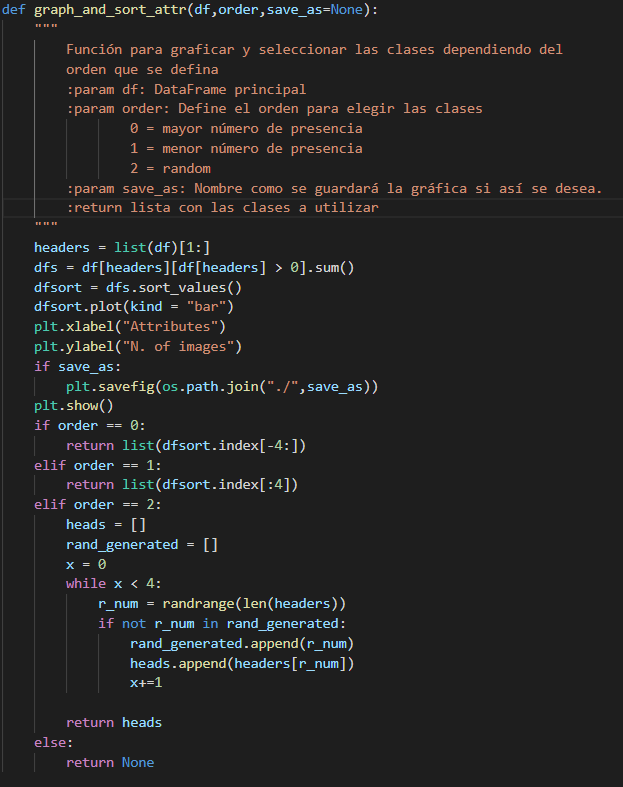 def graph_and_sort_attr(df,order,save_as=None):
    """
        Función para graficar y seleccionar las clases dependiendo del
        orden que se defina
        :param df: DataFrame principal
        :param order: Define el orden para elegir las clases
                0 = mayor número de presencia
                1 = menor número de presencia
                2 = random
        :param save_as: Nombre como se guardará la gráfica si así se desea.
        :return lista con las clases a utilizar
    """
    headers = list(df)[1:]
    dfs = df[headers][df[headers] > 0].sum()
    dfsort = dfs.sort_values()
    dfsort.plot(kind = "bar")
    plt.xlabel("Attributes")
    plt.ylabel("N. of images")
    if save_as:
        plt.savefig(os.path.join("./",save_as))
    plt.show()
    if order == 0:
        return list(dfsort.index[-4:])
    elif order == 1:
        return list(dfsort.index[:4])
    elif order == 2:
        heads = []
        rand_generated = []
        x = 0
        while x < 4:
            r_num = randrange(len(headers))
            if not r_num in rand_generated:
                rand_generated.append(r_num)
                heads.append(headers[r_num])
                x+=1

        return heads
    else:
        return None